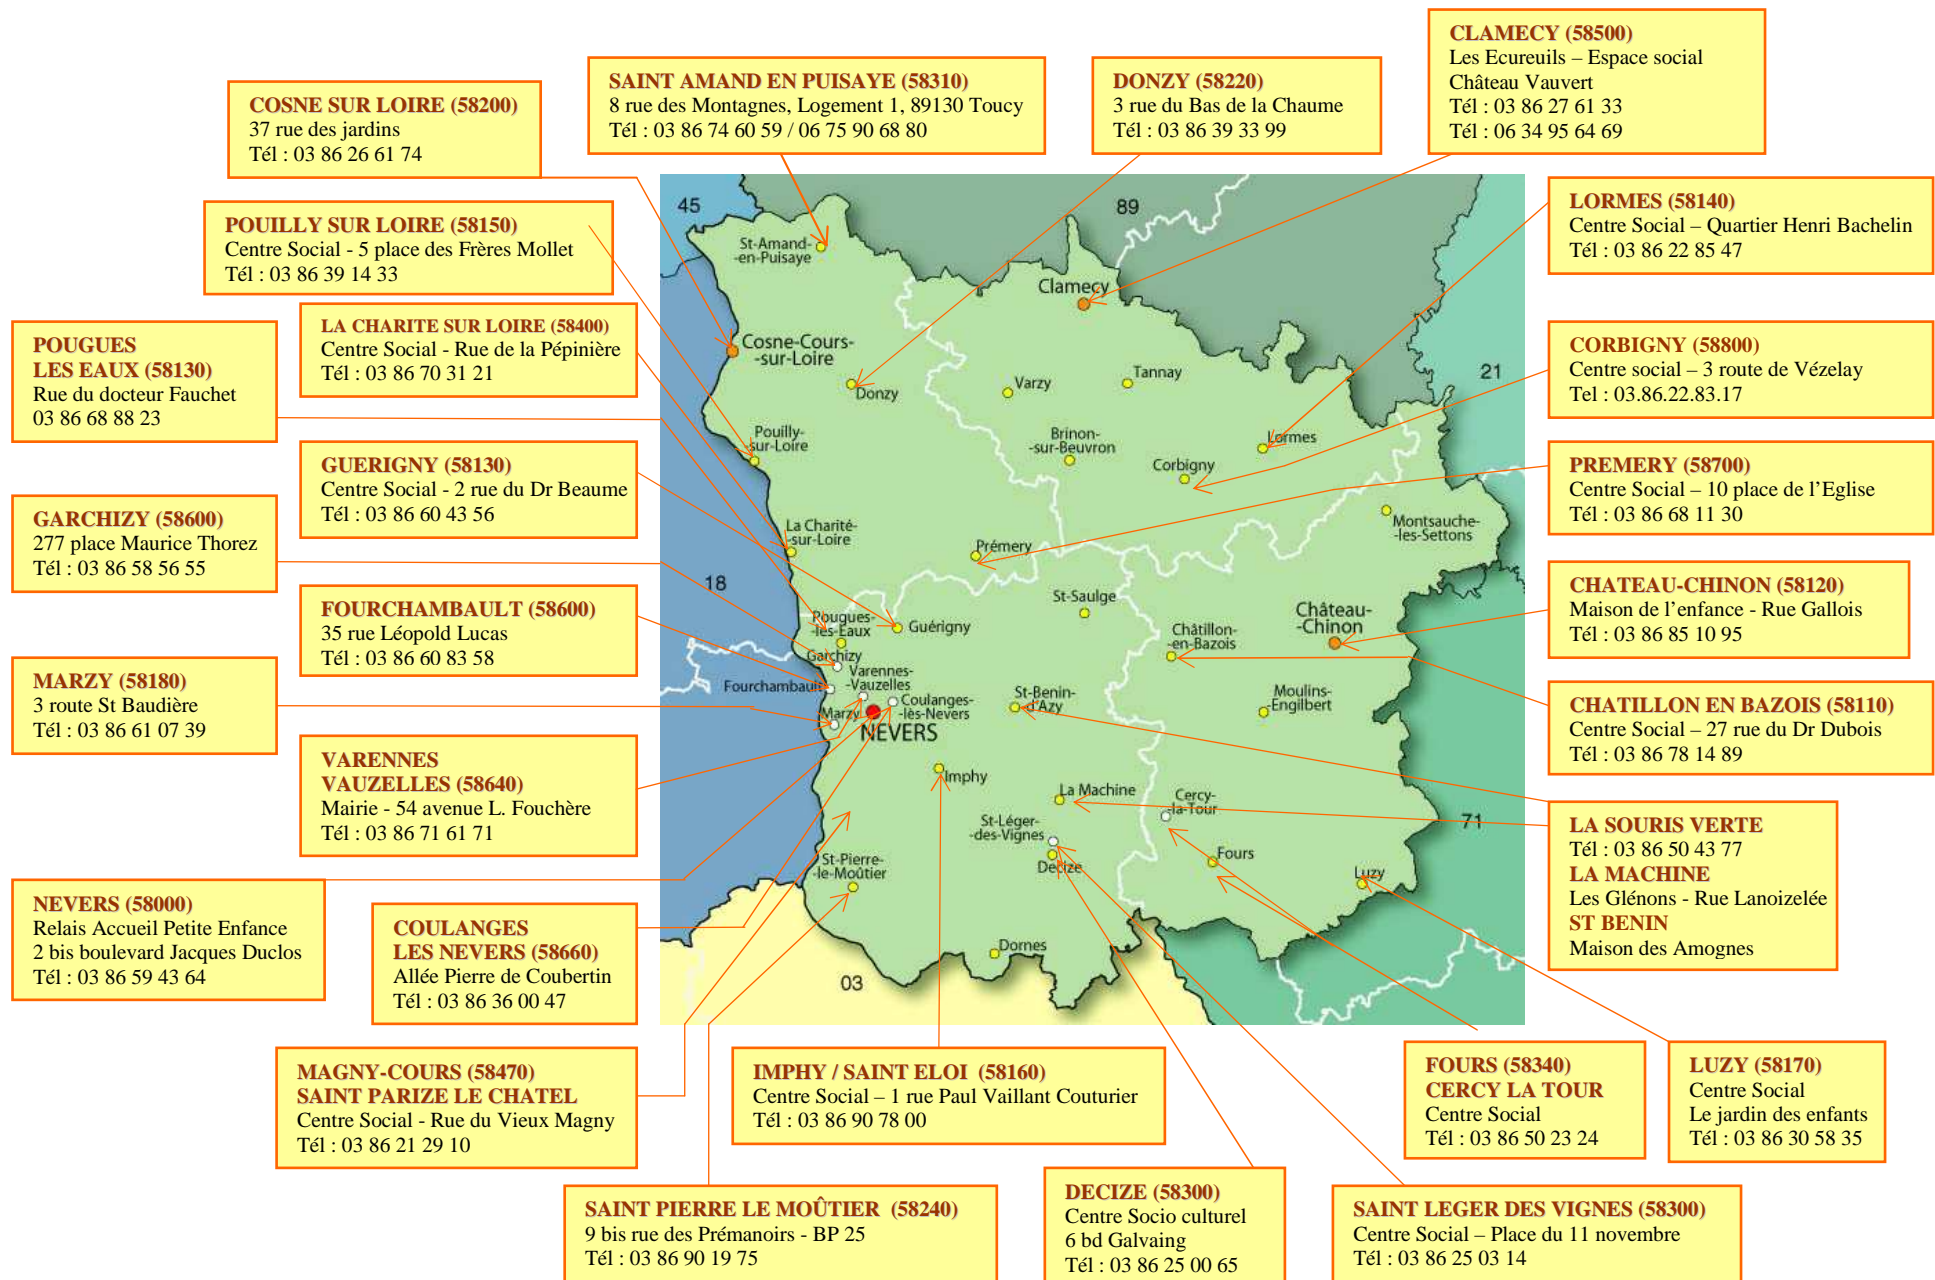 CLAMECY (58500)
Les Ecureuils – Espace social
Château Vauvert
Tél : 03 86 27 61 33
Tél : 06 34 95 64 69
SAINT AMAND EN PUISAYE (58310)
8 rue des Montagnes, Logement 1, 89130 Toucy
Tél : 03 86 74 60 59 / 06 75 90 68 80
DONZY (58220)
3 rue du Bas de la Chaume
Tél : 03 86 39 33 99
COSNE SUR LOIRE (58200)
37 rue des jardins
Tél : 03 86 26 61 74
POUILLY SUR LOIRE (58150)
Centre Social - 5 place des Frères Mollet
Tél : 03 86 39 14 33
LORMES (58140)
Centre Social – Quartier Henri Bachelin
Tél : 03 86 22 85 47
LA CHARITE SUR LOIRE (58400)
Centre Social - Rue de la Pépinière
Tél : 03 86 70 31 21
POUGUES
LES EAUX (58130)
Rue du docteur Fauchet
03 86 68 88 23
CORBIGNY (58800)
Centre social – 3 route de Vézelay
Tel : 03.86.22.83.17
GUERIGNY (58130)
Centre Social - 2 rue du Dr Beaume
Tél : 03 86 60 43 56
PREMERY (58700)
Centre Social – 10 place de l’Eglise
Tél : 03 86 68 11 30
GARCHIZY (58600)
277 place Maurice Thorez
Tél : 03 86 58 56 55
FOURCHAMBAULT (58600)
35 rue Léopold Lucas
Tél : 03 86 60 83 58
CHATEAU-CHINON (58120)
Maison de l’enfance - Rue Gallois
Tél : 03 86 85 10 95
MARZY (58180)
3 route St Baudière
Tél : 03 86 61 07 39
CHATILLON EN BAZOIS (58110)
Centre Social – 27 rue du Dr Dubois
Tél : 03 86 78 14 89
VARENNES
VAUZELLES (58640)
Mairie - 54 avenue L. Fouchère
Tél : 03 86 71 61 71
LA SOURIS VERTE
Tél : 03 86 50 43 77
LA MACHINE
Les Glénons - Rue Lanoizelée
ST BENIN
Maison des Amognes
NEVERS (58000)
Relais Accueil Petite Enfance
2 bis boulevard Jacques Duclos
Tél : 03 86 59 43 64
COULANGES
LES NEVERS (58660)
Allée Pierre de Coubertin
Tél : 03 86 36 00 47
MAGNY-COURS (58470)
SAINT PARIZE LE CHATEL
Centre Social - Rue du Vieux Magny
Tél : 03 86 21 29 10
IMPHY / SAINT ELOI (58160)
Centre Social – 1 rue Paul Vaillant Couturier
Tél : 03 86 90 78 00
FOURS (58340)
CERCY LA TOUR
Centre Social
Tél : 03 86 50 23 24
LUZY (58170)
Centre Social
Le jardin des enfants
Tél : 03 86 30 58 35
SAINT PIERRE LE MOÛTIER (58240)
9 bis rue des Prémanoirs - BP 25
Tél : 03 86 90 19 75
DECIZE (58300)
Centre Socio culturel
6 bd Galvaing
Tél : 03 86 25 00 65
SAINT LEGER DES VIGNES (58300)
Centre Social – Place du 11 novembre
Tél : 03 86 25 03 14
45
89
St-Amand-
-en-Puisaye
Clamecy
Cosne-Cours-
-sur-Loire
21
Donzy
Varzy
Tannay
Pouilly-
-sur-Loire
Brinon-
-sur-Beuvron
Lormes
Corbigny
La Charité-
-sur-Loire
Prémery
Montsauche-
-les-Settons
18
St-Saulge
Château-
-Chinon
Pougues-
-les-Eaux
Guérigny
Châtillon-
-en-Bazois
Garchizy
Varennes-
-Vauzelles
Fourchambault
Coulanges-
-lès-Nevers
St-Benin-
-d'Azy
Moulins-
-Engilbert
Marzy
NEVERS
Imphy
La Machine
Cercy-
-la-Tour
71
St-Léger-
-des-Vignes
St-Pierre-
-le-Moûtier
Decize
Fours
Luzy
Dornes
03